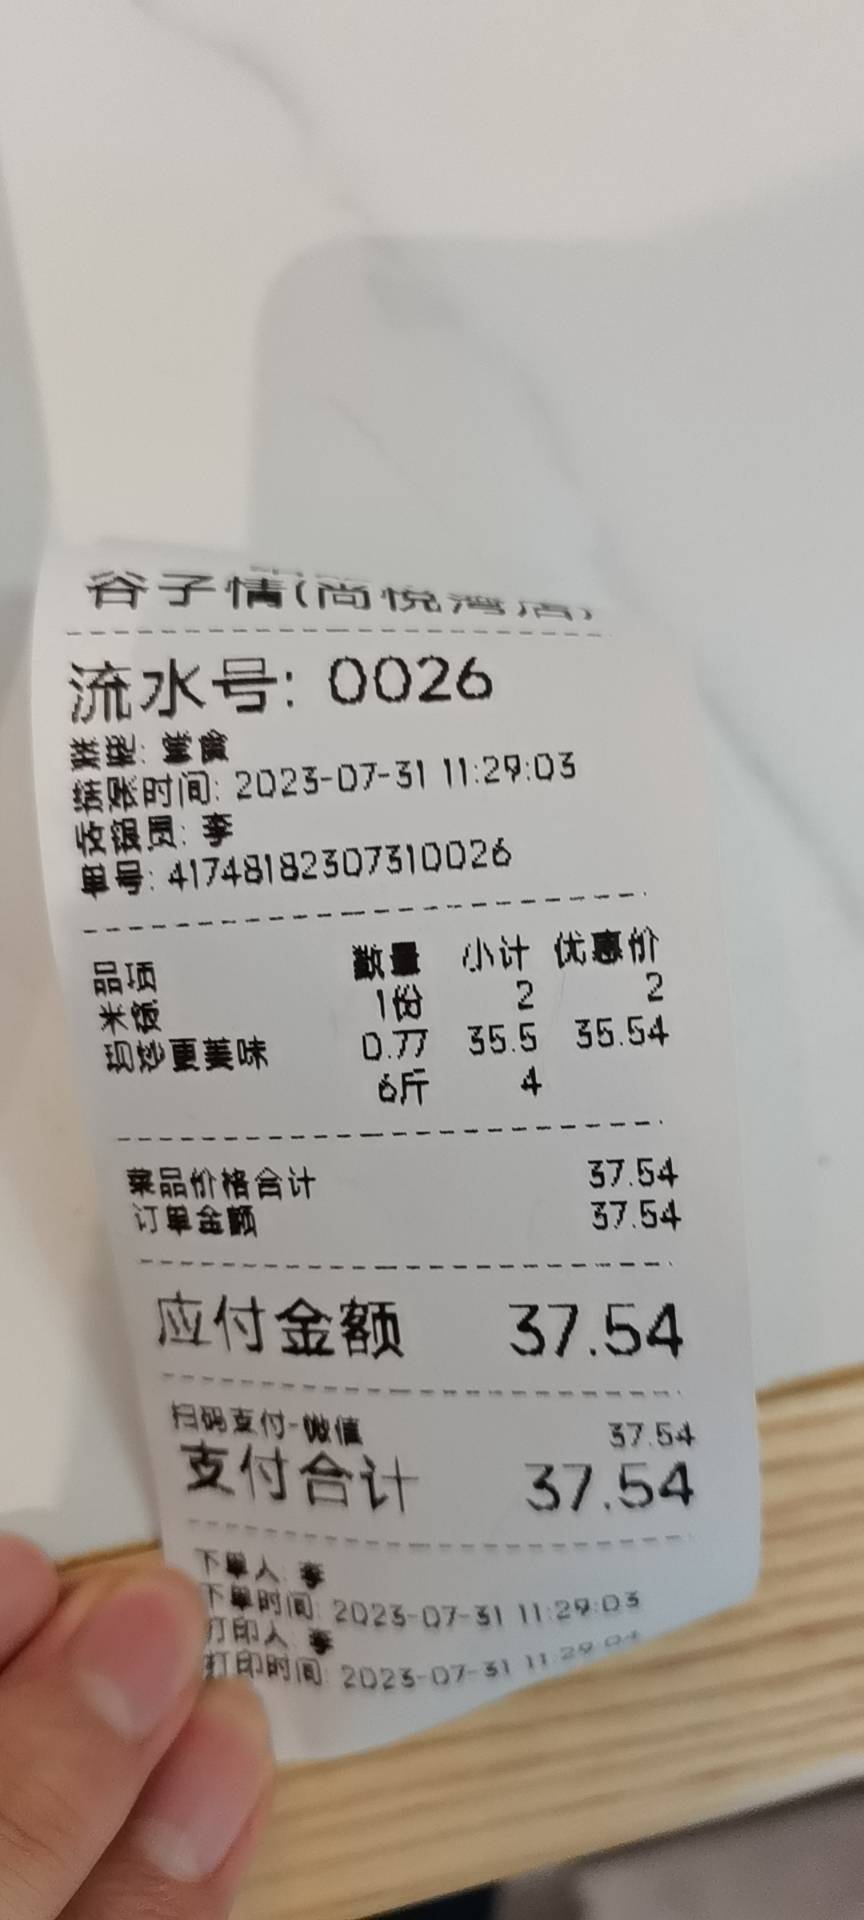 谷子情(尚悦湾店)
流水号: 0026
类型: 堂食
结账时间: 2023-07-31 11:29:03
收银员: 李
单号: 41748182307310026
品项 数量 小计 优惠价
米饭 1份 2 2
现炒更美味 0.77 35.5 35.54
6斤 4
菜品价格合计 37.54
订单金额 37.54
应付金额 37.54
扫码支付-微信 37.54
支付合计 37.54
下单人: 李
下单时间: 2023-07-31 11:29:03
打印人: 李
打印时间: 2023-07-31 11:29:04